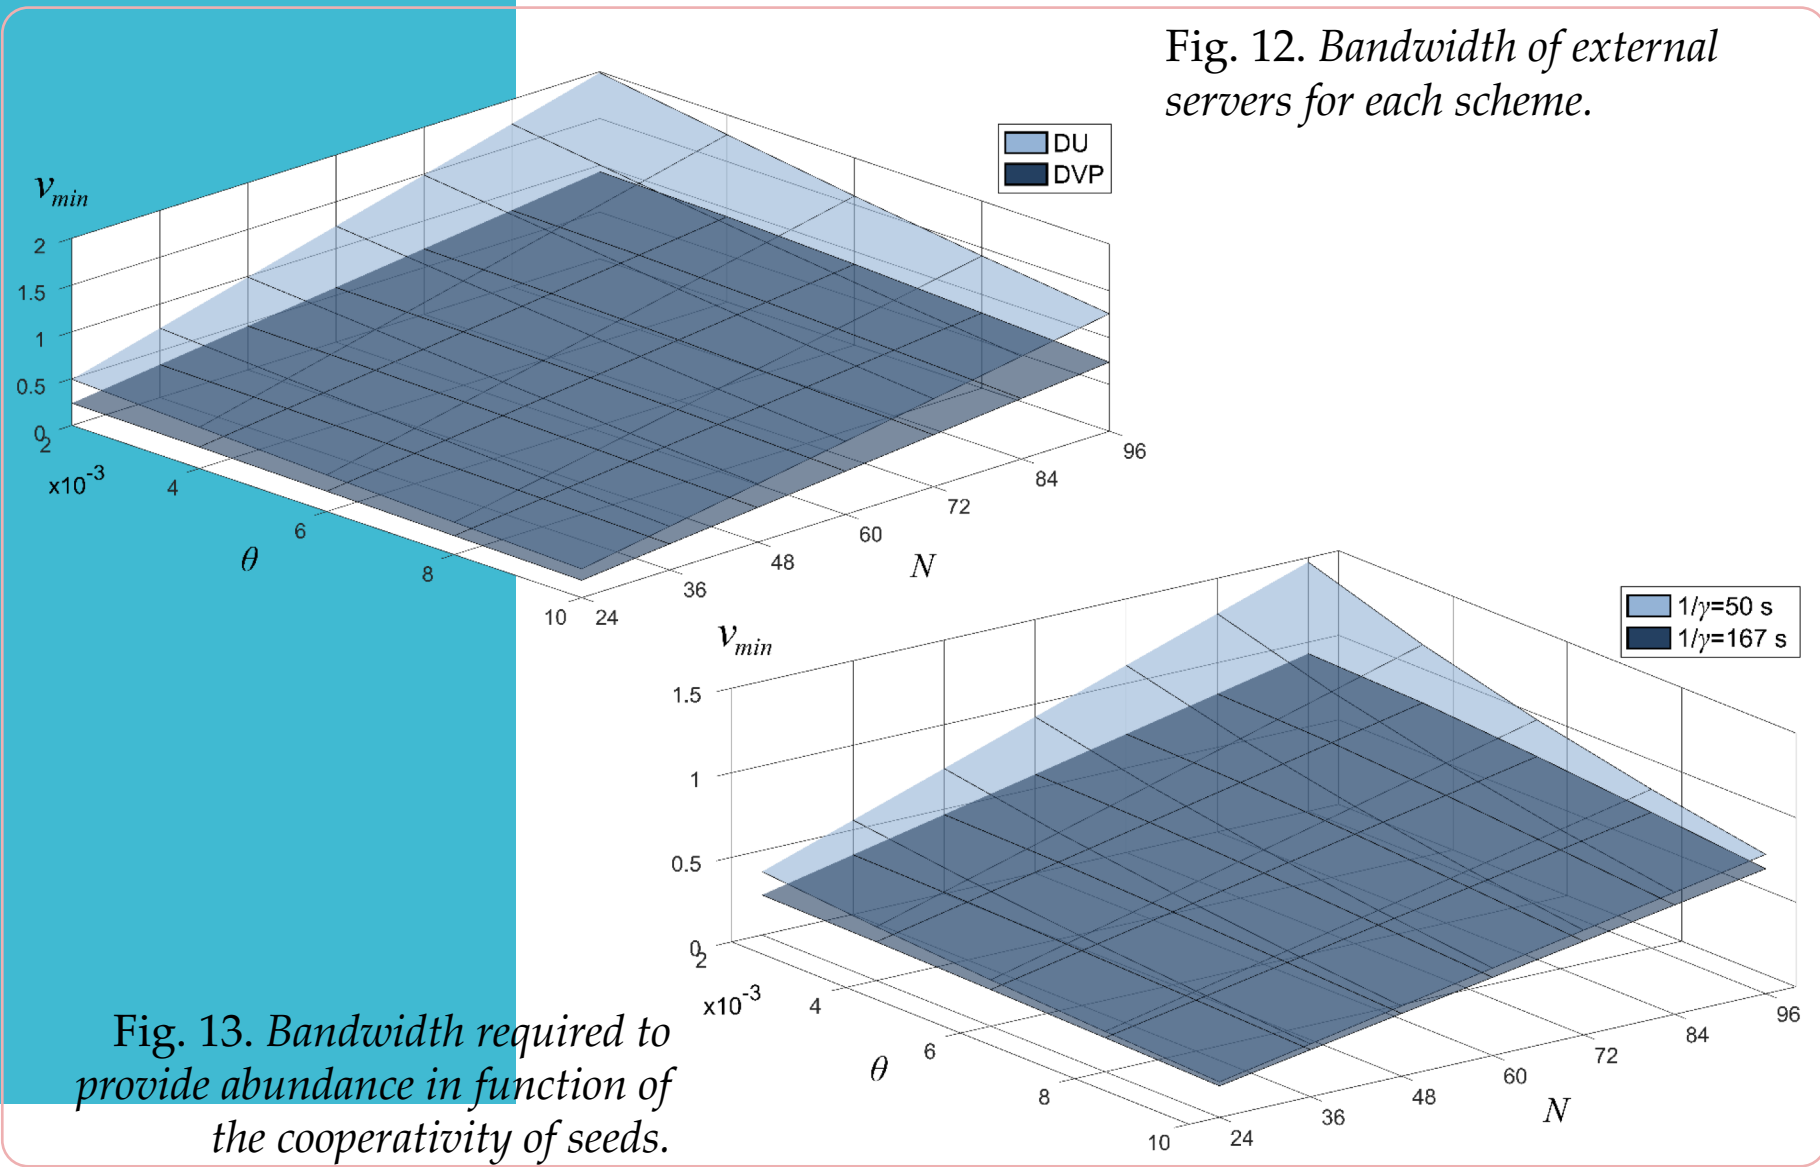 Fig. 12. Bandwidth of external
servers for each scheme.
DU
DVP
v_min
2
1.5
1
0.5
0
2
x10^-3
4
6
8
10
θ
24
36
48
60
72
84
96
N
v_min
1/γ=50 s
1/γ=167 s
1.5
1
0.5
0
2
x10^-3
4
6
8
10
θ
24
36
48
60
72
84
96
N
Fig. 13. Bandwidth required to
provide abundance in function of
the cooperativity of seeds.